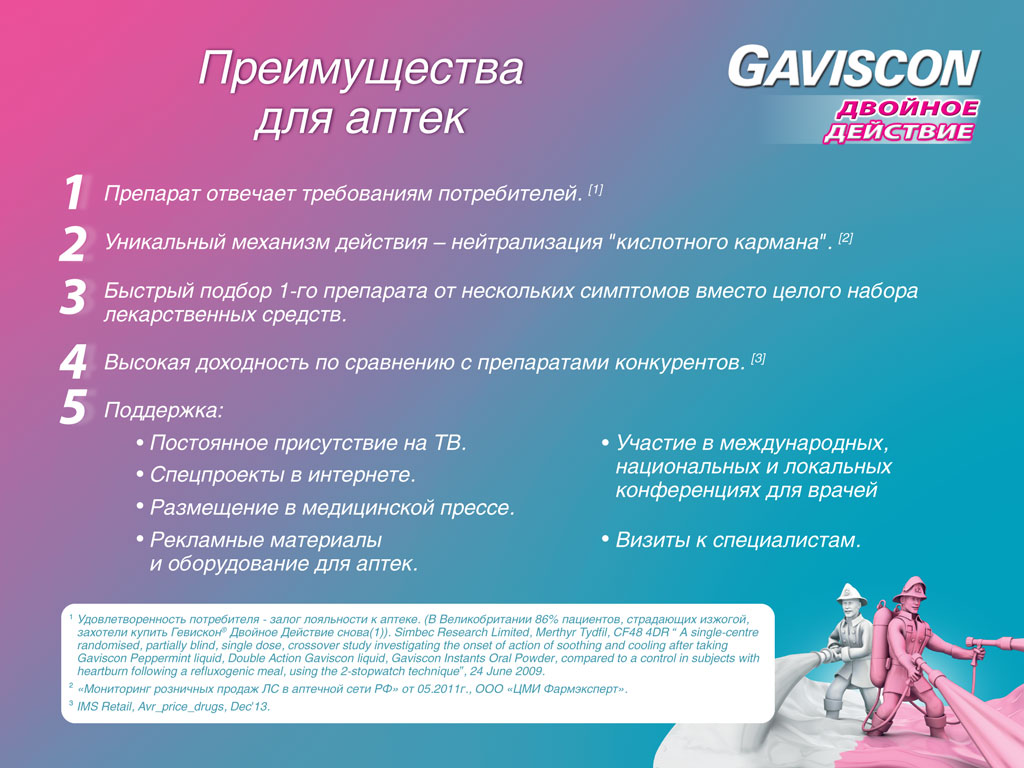 Преимущества
для аптек
GAVISCON
ДВОЙНОЕ
ДЕЙСТВИЕ
1 Препарат отвечает требованиям потребителей. [1]
2 Уникальный механизм действия – нейтрализация "кислотного кармана". [2]
3 Быстрый подбор 1-го препарата от нескольких симптомов вместо целого набора
лекарственных средств.
4 Высокая доходность по сравнению с препаратами конкурентов. [3]
5 Поддержка:
• Постоянное присутствие на ТВ.
• Спецпроекты в интернете.
• Размещение в медицинской прессе.
• Рекламные материалы
и оборудование для аптек.
• Участие в международных,
национальных и локальных
конференциях для врачей
• Визиты к специалистам.
1 Удовлетворенность потребителя - залог лояльности к аптеке. (В Великобритании 86% пациентов, страдающих изжогой,
захотели купить Гевискон® Двойное Действие снова(1)). Simbec Research Limited, Merthyr Tydfil, CF48 4DR “ A single-centre
randomised, partially blind, single dose, crossover study investigating the onset of action of soothing and cooling after taking
Gaviscon Peppermint liquid, Double Action Gaviscon liquid, Gaviscon Instants Oral Powder, compared to a control in subjects with
heartburn following a refluxogenic meal, using the 2-stopwatch technique”, 24 June 2009.
2 «Мониторинг розничных продаж ЛС в аптечной сети РФ» от 05.2011г., ООО «ЦМИ Фармэксперт».
3 IMS Retail, Avr_price_drugs, Dec'13.